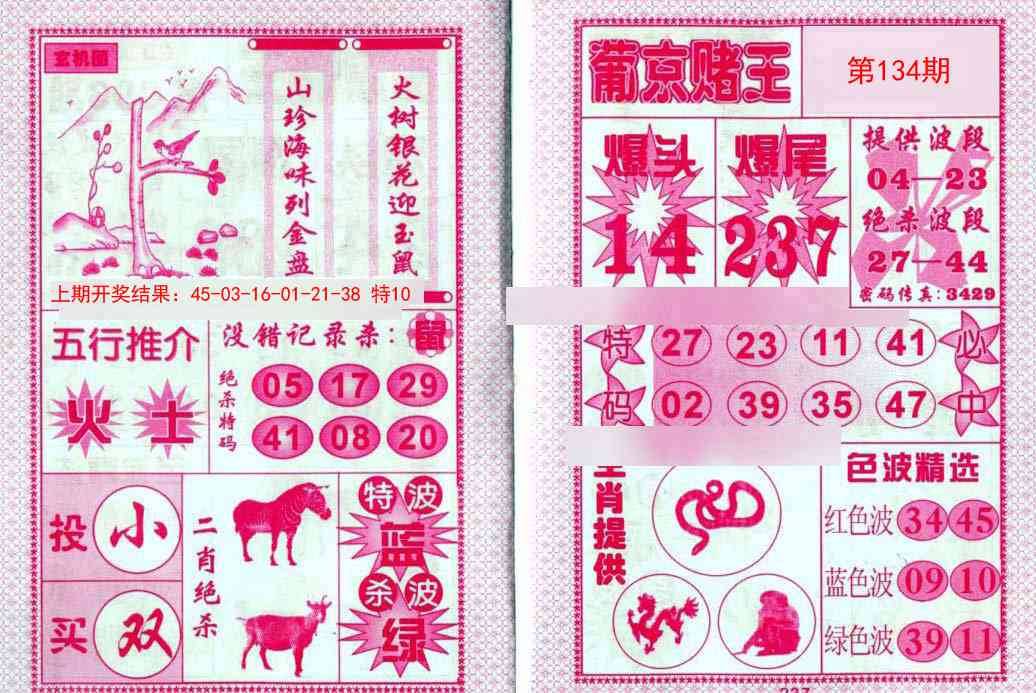 玄机图
火树银花迎玉鼠
山珍海味列金盘
上期开奖结果：45-03-16-01-21-38 特10
五行推介
火 土
没错记录杀：鼠
绝杀特码
05 17 29
41 08 20
投 小
买 双
二肖绝杀
特波
蓝
杀波
绿
葡京赌王
第134期
爆头
14
爆尾
237
提供波段
04—23
绝杀波段
27—44
密码传真:3429
特码
27 23 11 41
02 39 35 47
必中
生肖提供
色波精选
红色波 34 45
蓝色波 09 10
绿色波 39 11